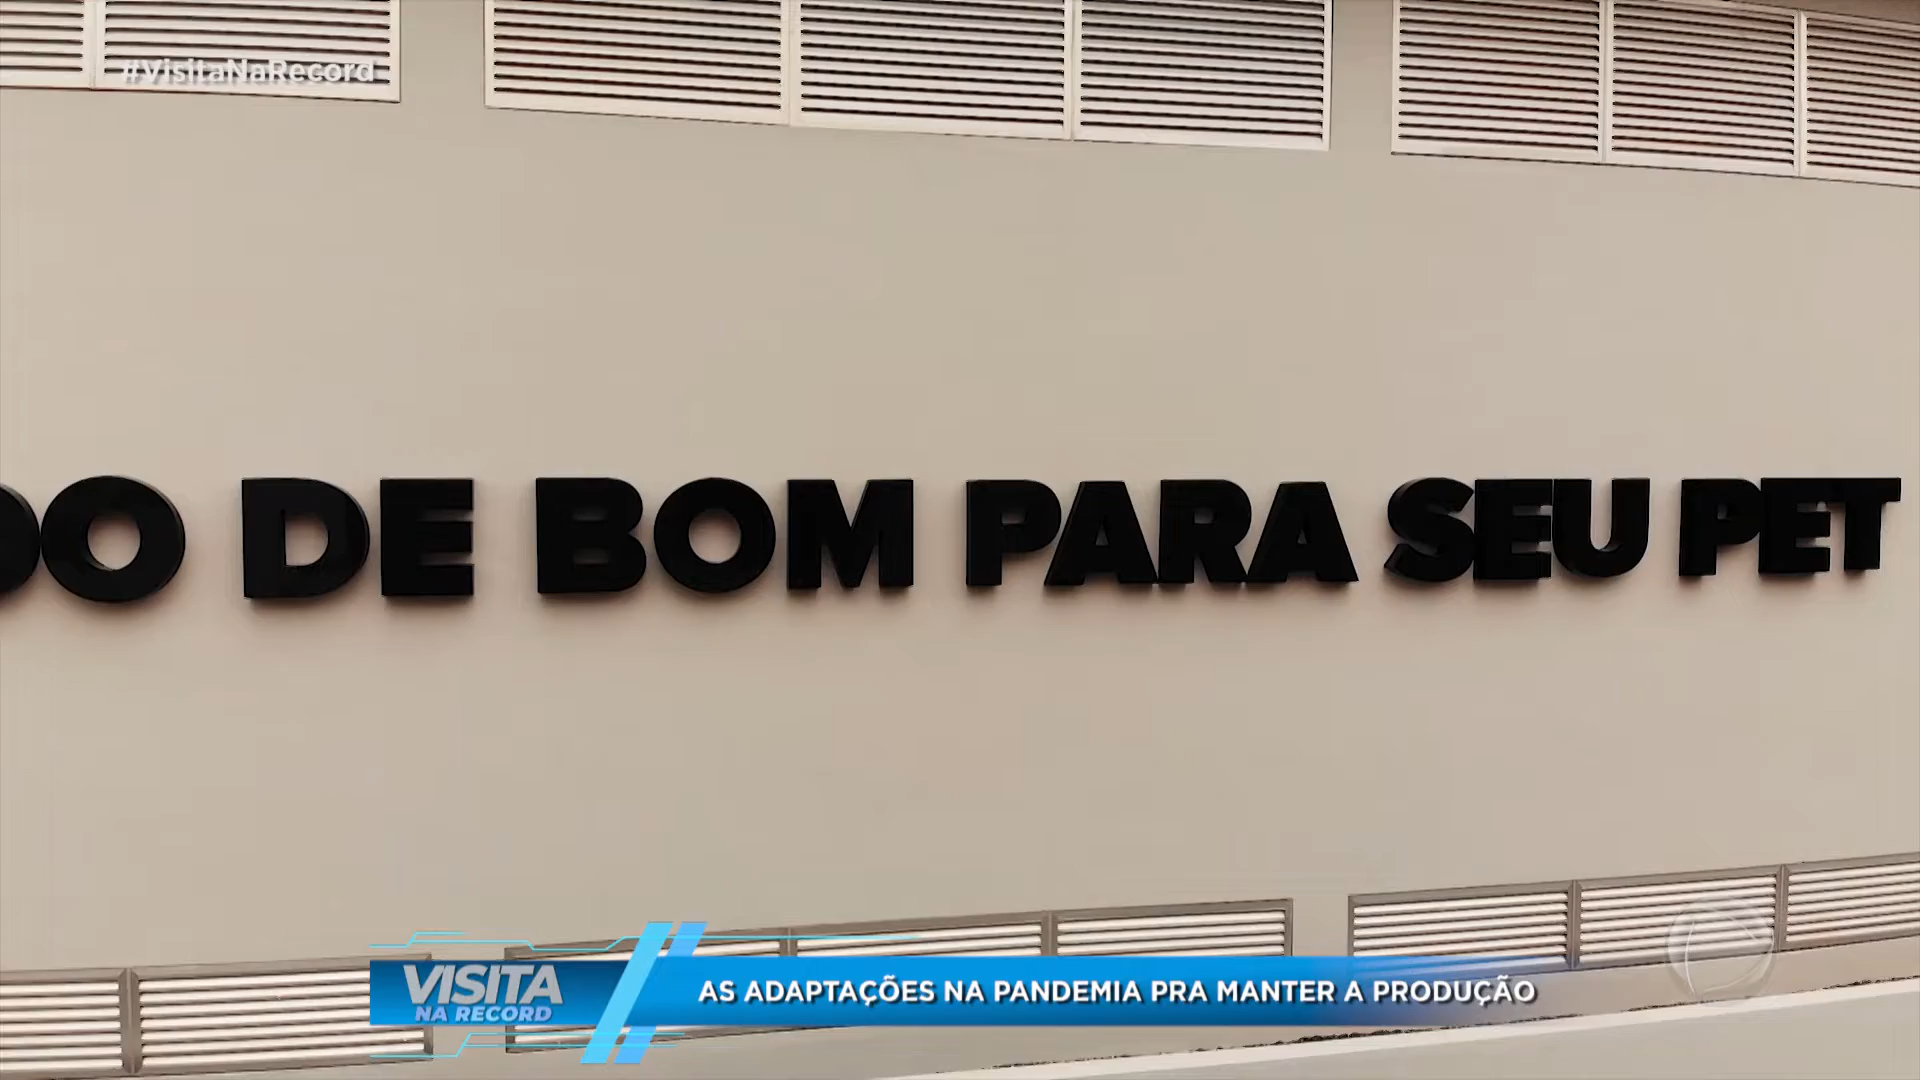 #VisitaNaRecord
DO DE BOM PARA SEU PET
VISITA
NA RECORD
AS ADAPTAÇÕES NA PANDEMIA PRA MANTER A PRODUÇÃO